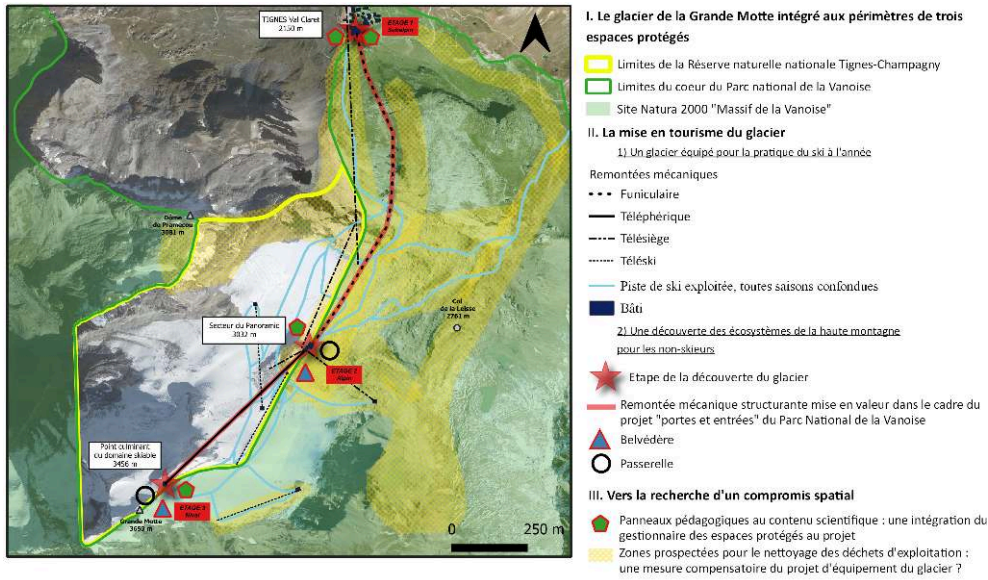 TIGNES Val Claret
2150 m
ETAGE 1
Subalpin
Dôme
de Pramecou
3081 m
Secteur du Panoramic
3032 m
Col
de la Leisse
2761 m
ETAGE 2
Alpin
Point culminant
du domaine skiable
3456 m
ETAGE 3
Nival
Grande Motte
3653 m
0 250 m
I. Le glacier de la Grande Motte intégré aux périmètres de trois
espaces protégés
Limites de la Réserve naturelle nationale Tignes-Champagny
Limites du coeur du Parc national de la Vanoise
Site Natura 2000 "Massif de la Vanoise"
II. La mise en tourisme du glacier
1) Un glacier équipé pour la pratique du ski à l'année
Remontées mécaniques
Funiculaire
Téléphérique
Télésiège
Téléski
Piste de ski exploitée, toutes saisons confondues
Bâti
2) Une découverte des écosystèmes de la haute montagne
pour les non-skieurs
Etape de la découverte du glacier
Remontée mécanique structurante mise en valeur dans le cadre du
projet "portes et entrées" du Parc National de la Vanoise
Belvédère
Passerelle
III. Vers la recherche d'un compromis spatial
Panneaux pédagogiques au contenu scientifique : une intégration du
gestionnaire des espaces protégés au projet
Zones prospectées pour le nettoyage des déchets d'exploitation :
une mesure compensatoire du projet d'équipement du glacier ?